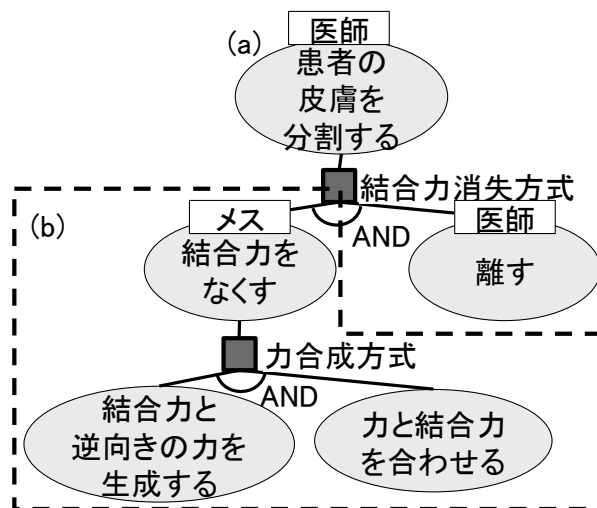 (a)
医師
患者の
皮膚を
分割する
結合力消失方式
(b)
メス
AND
医師
結合力を
なくす
離す
力合成方式
AND
結合力と
逆向きの力を
生成する
力と結合力
を合わせる